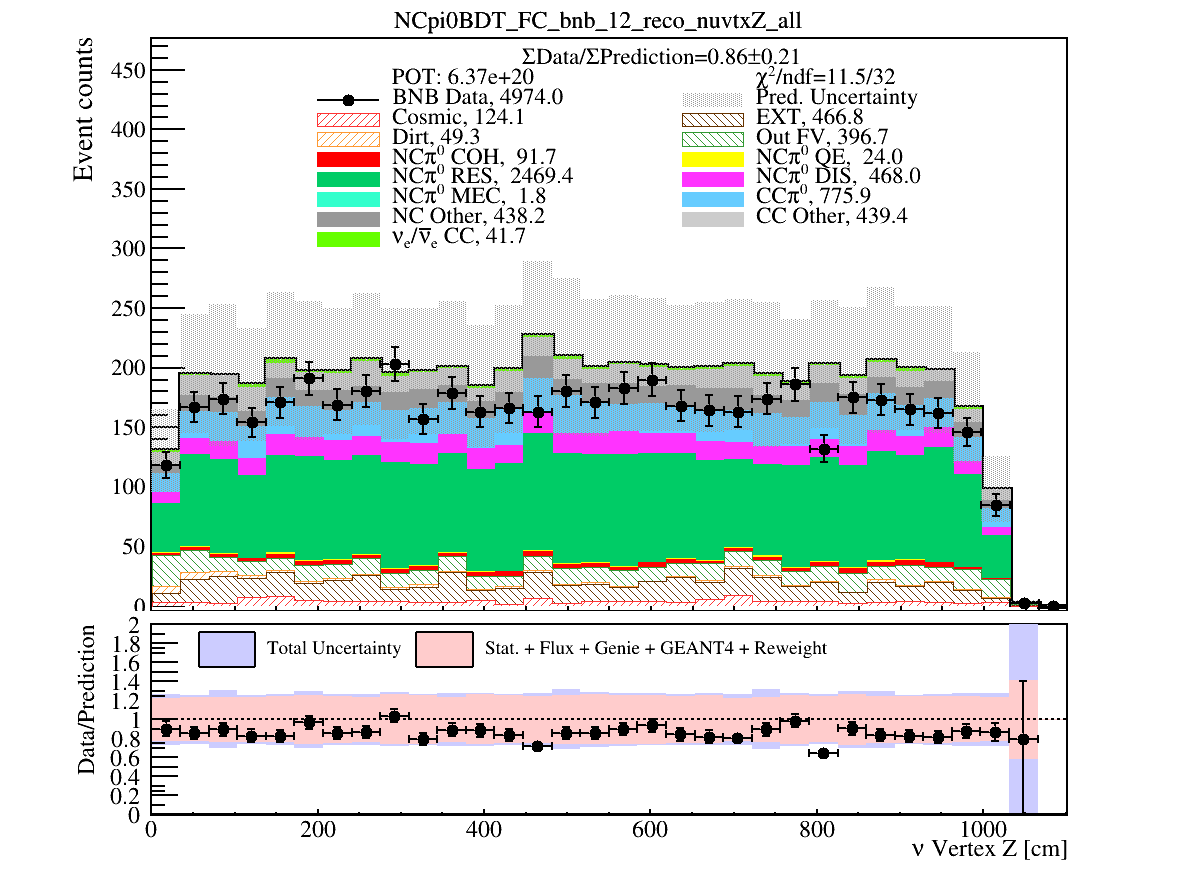 NCpi0BDT_FC_bnb_12_reco_nuvtxZ_all
ΣData/ΣPrediction=0.86±0.21
POT: 6.37e+20
χ²/ndf=11.5/32
BNB Data, 4974.0
Pred. Uncertainty
Cosmic, 124.1
EXT, 466.8
Dirt, 49.3
Out FV, 396.7
NCπ⁰ COH, 91.7
NCπ⁰ QE, 24.0
NCπ⁰ RES, 2469.4
NCπ⁰ DIS, 468.0
NCπ⁰ MEC, 1.8
CCπ⁰, 775.9
NC Other, 438.2
CC Other, 439.4
νₑ/ν̅ₑ CC, 41.7
Event counts
450
400
350
300
250
200
150
100
50
0
Total Uncertainty
Stat. + Flux + Genie + GEANT4 + Reweight
Data/Prediction
2
1.8
1.6
1.4
1.2
1
0.8
0.6
0.4
0.2
0
0 200 400 600 800 1000
ν Vertex Z [cm]